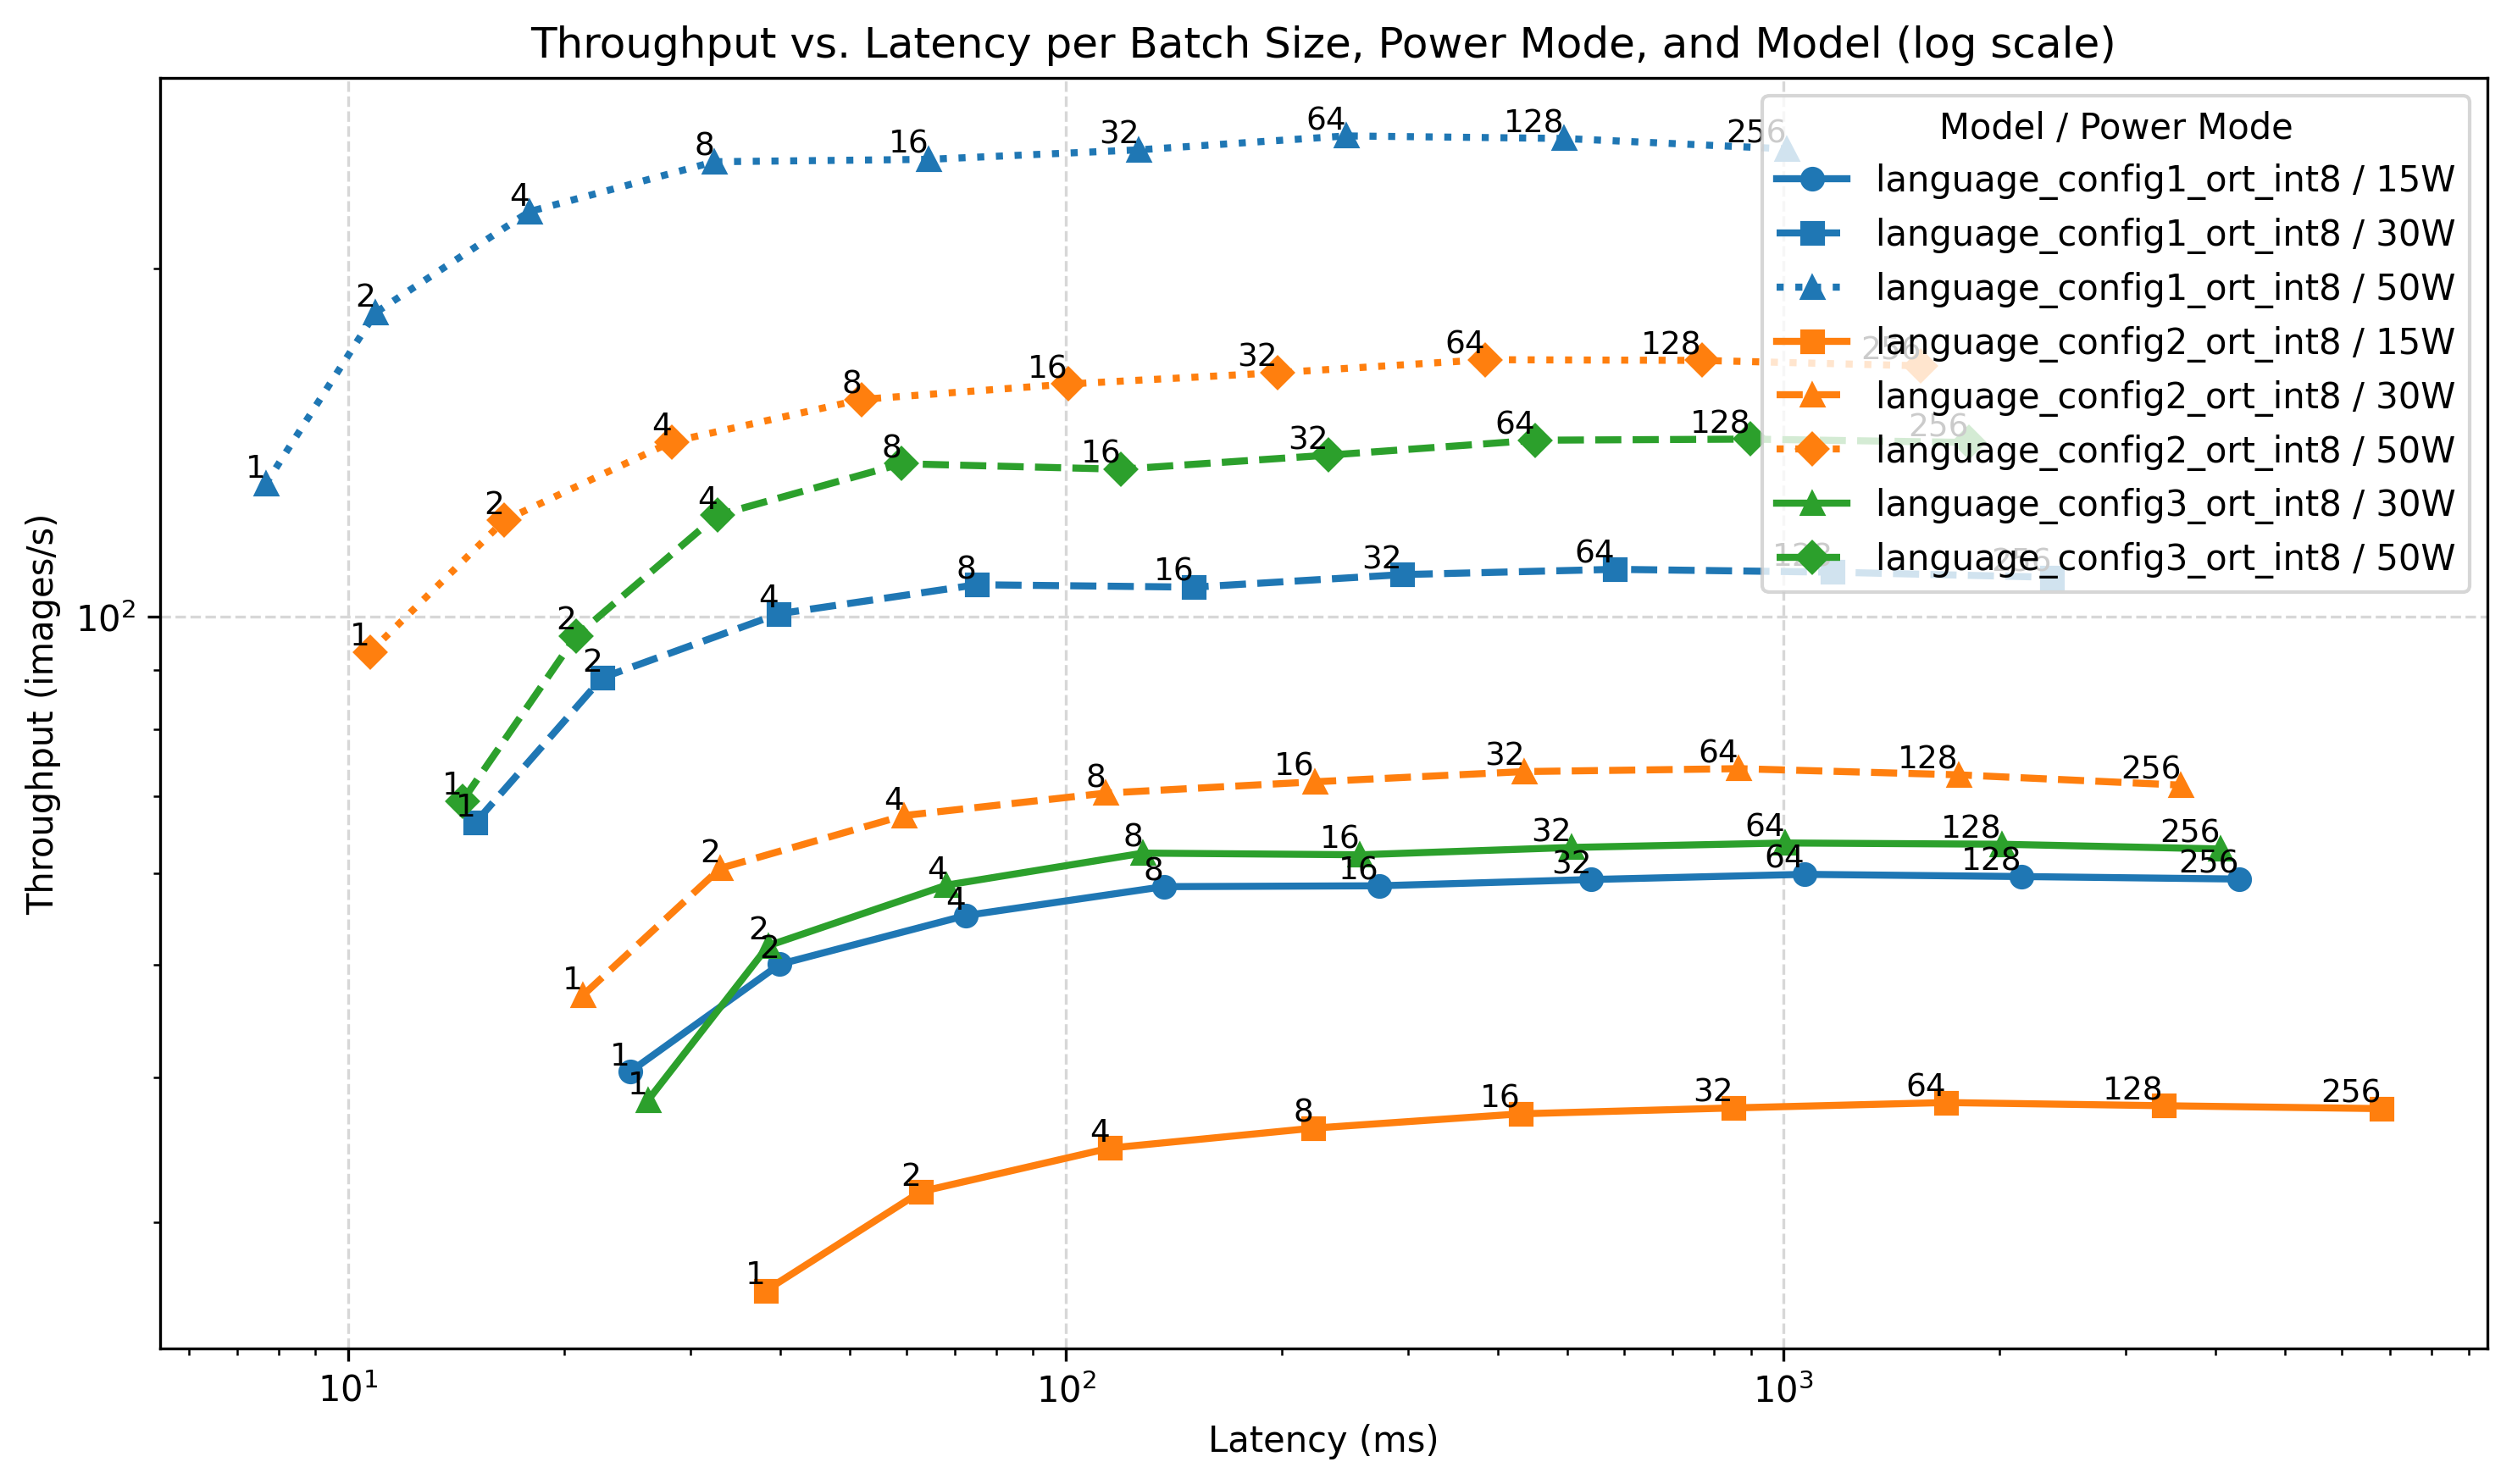 Throughput vs. Latency per Batch Size, Power Mode, and Model (log scale)
Model / Power Mode
language_config1_ort_int8 / 15W
language_config1_ort_int8 / 30W
language_config1_ort_int8 / 50W
language_config2_ort_int8 / 15W
language_config2_ort_int8 / 30W
language_config2_ort_int8 / 50W
language_config3_ort_int8 / 30W
language_config3_ort_int8 / 50W
1 2 4 8 16 32 64 128 256
1 2 4 8 16 32 64 128 256
1 2 4 8 16 32 64 128 256
1 2 4 8 16 32 64 128 256
1 2 4 8 16 32 64 128 256
1 2 4 8 16 32 64 128 256
1 2 4 8 16 32 64 128 256
1 2 4 8 16 32 64 128 256
Throughput (images/s)
10²
10¹ 10² 10³
Latency (ms)